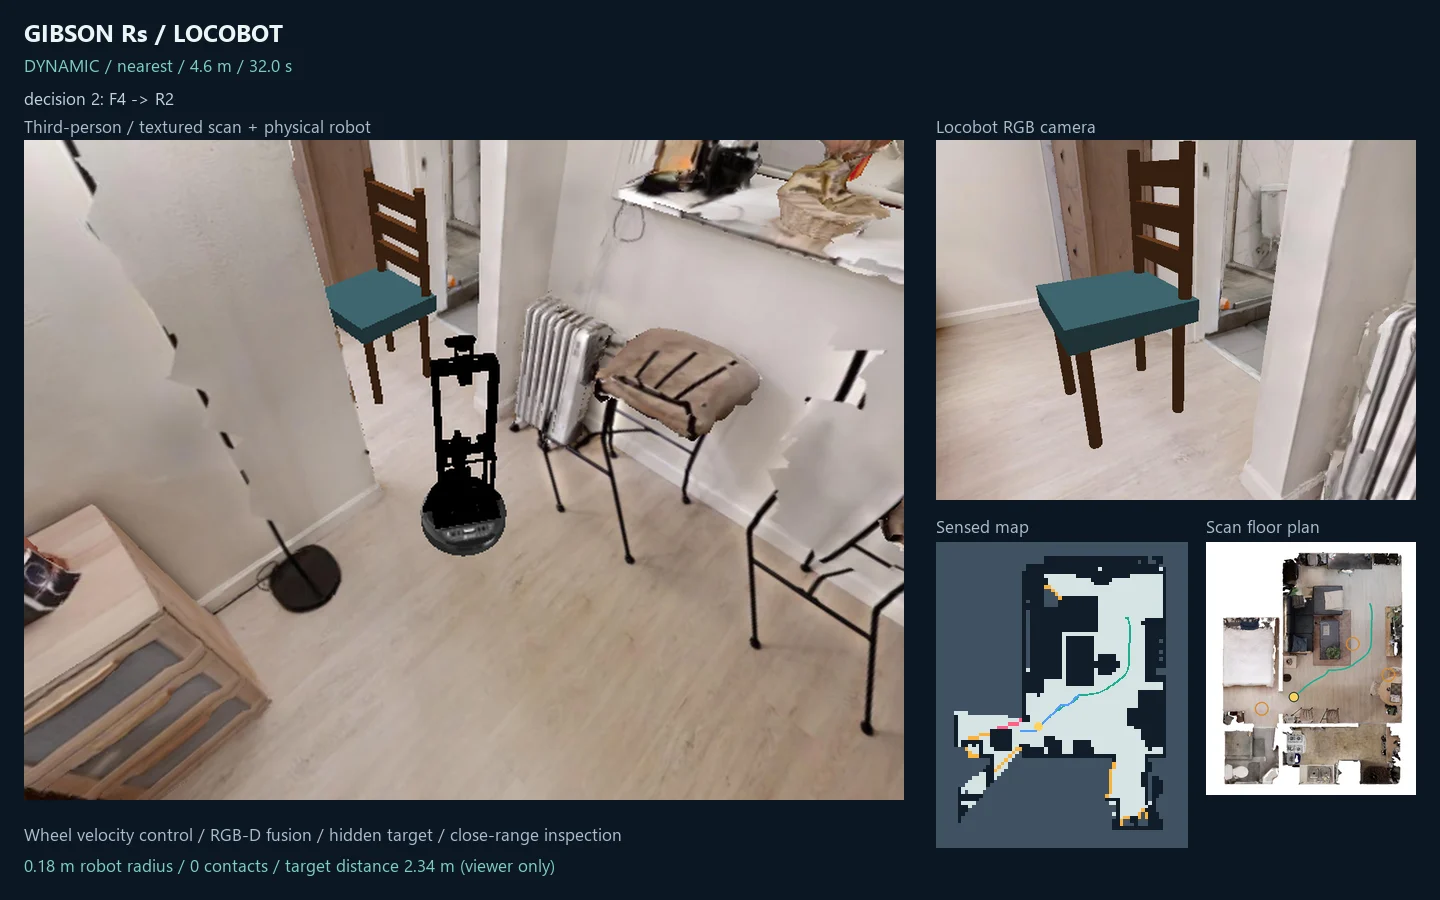 GIBSON Rs / LOCOBOT
DYNAMIC / nearest / 4.6 m / 32.0 s
decision 2: F4 -> R2
Third-person / textured scan + physical robot
Locobot RGB camera
Sensed map
Scan floor plan
Wheel velocity control / RGB-D fusion / hidden target / close-range inspection
0.18 m robot radius / 0 contacts / target distance 2.34 m (viewer only)